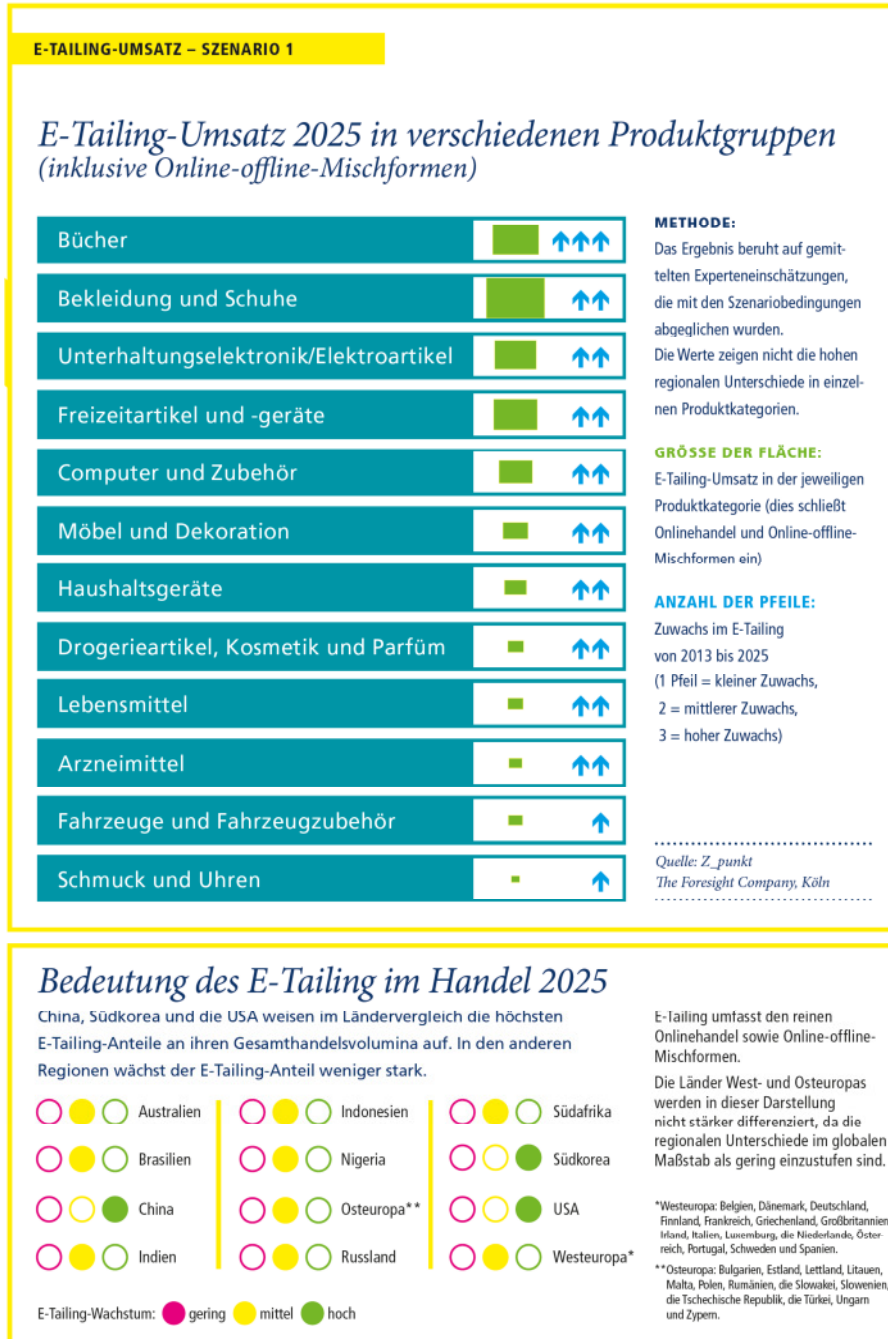 E-TAILING-UMSATZ – SZENARIO 1
E-Tailing-Umsatz 2025 in verschiedenen Produktgruppen
(inklusive Online-offline-Mischformen)
Bücher
Bekleidung und Schuhe
Unterhaltungselektronik/Elektroartikel
Freizeitartikel und -geräte
Computer und Zubehör
Möbel und Dekoration
Haushaltsgeräte
Drogerieartikel, Kosmetik und Parfüm
Lebensmittel
Arzneimittel
Fahrzeuge und Fahrzeugzubehör
Schmuck und Uhren
METHODE:
Das Ergebnis beruht auf gemit-
telten Experteneinschätzungen,
die mit den Szenariobedingungen
abgeglichen wurden.
Die Werte zeigen nicht die hohen
regionalen Unterschiede in einzel-
nen Produktkategorien.
GRÖSSE DER FLÄCHE:
E-Tailing-Umsatz in der jeweiligen
Produktkategorie (dies schließt
Onlinehandel und Online-offline-
Mischformen ein)
ANZAHL DER PFEILE:
Zuwachs im E-Tailing
von 2013 bis 2025
(1 Pfeil = kleiner Zuwachs,
2 = mittlerer Zuwachs,
3 = hoher Zuwachs)
Quelle: Z_punkt
The Foresight Company, Köln
Bedeutung des E-Tailing im Handel 2025
China, Südkorea und die USA weisen im Ländervergleich die höchsten
E-Tailing-Anteile an ihren Gesamthandelsvolumina auf. In den anderen
Regionen wächst der E-Tailing-Anteil weniger stark.
Australien
Brasilien
China
Indien
Indonesien
Nigeria
Osteuropa**
Russland
Südafrika
Südkorea
USA
Westeuropa*
E-Tailing-Wachstum: gering mittel hoch
E-Tailing umfasst den reinen
Onlinehandel sowie Online-offline-
Mischformen.
Die Länder West- und Osteuropas
werden in dieser Darstellung
nicht stärker differenziert, da die
regionalen Unterschiede im globalen
Maßstab als gering einzustufen sind.
*Westeuropa: Belgien, Dänemark, Deutschland,
Finnland, Frankreich, Griechenland, Großbritannien,
Irland, Italien, Luxemburg, die Niederlande, Öster-
reich, Portugal, Schweden und Spanien.
**Osteuropa: Bulgarien, Estland, Lettland, Litauen,
Malta, Polen, Rumänien, die Slowakei, Slowenien,
die Tschechische Republik, die Türkei, Ungarn
und Zypern.